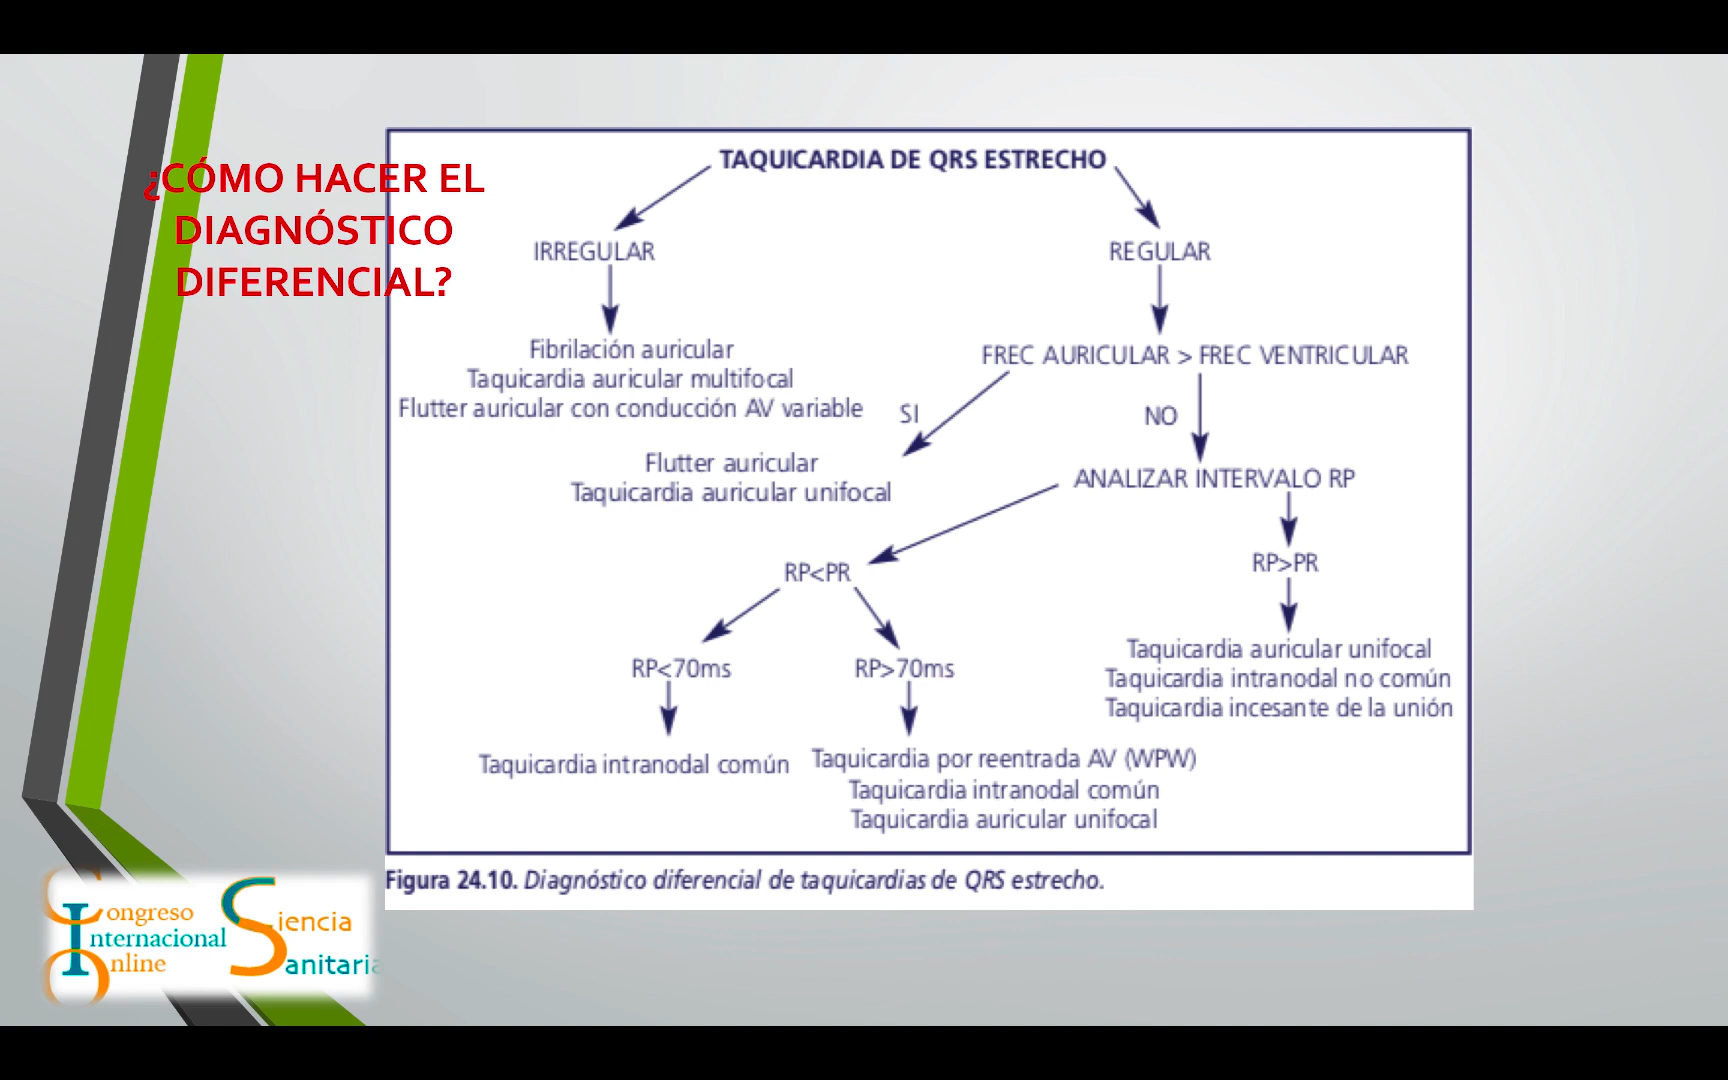 ¿CÓMO HACER EL
DIAGNÓSTICO
DIFERENCIAL?
TAQUICARDIA DE QRS ESTRECHO
IRREGULAR
REGULAR
Fibrilación auricular
Taquicardia auricular multifocal
Flutter auricular con conducción AV variable
FREC AURICULAR > FREC VENTRICULAR
SI
NO
Flutter auricular
Taquicardia auricular unifocal
ANALIZAR INTERVALO RP
RP<PR
RP>PR
RP<70ms
RP>70ms
Taquicardia auricular unifocal
Taquicardia intranodal no común
Taquicardia incesante de la unión
Taquicardia intranodal común
Taquicardia por reentrada AV (WPW)
Taquicardia intranodal común
Taquicardia auricular unifocal
Figura 24.10. Diagnóstico diferencial de taquicardias de QRS estrecho.
Congreso
Internacional
Online
Siencia
Sanitaria